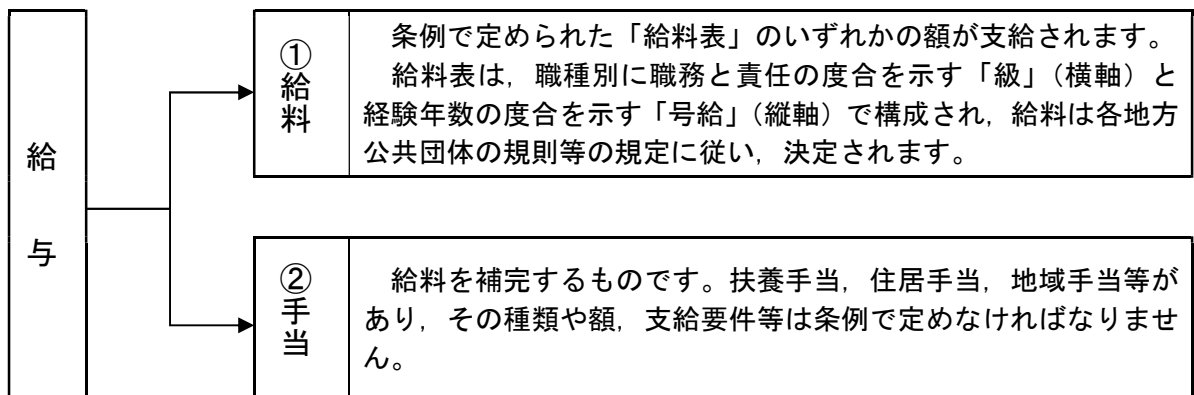 給与
①給料
　条例で定められた「給料表」のいずれかの額が支給されます。
　給料表は，職種別に職務と責任の度合を示す「級」（横軸）と
経験年数の度合を示す「号給」（縦軸）で構成され，給料は各地方
公共団体の規則等の規定に従い，決定されます。
②手当
　給料を補完するものです。扶養手当，住居手当，地域手当等が
あり，その種類や額，支給要件等は条例で定めなければなりませ
ん。